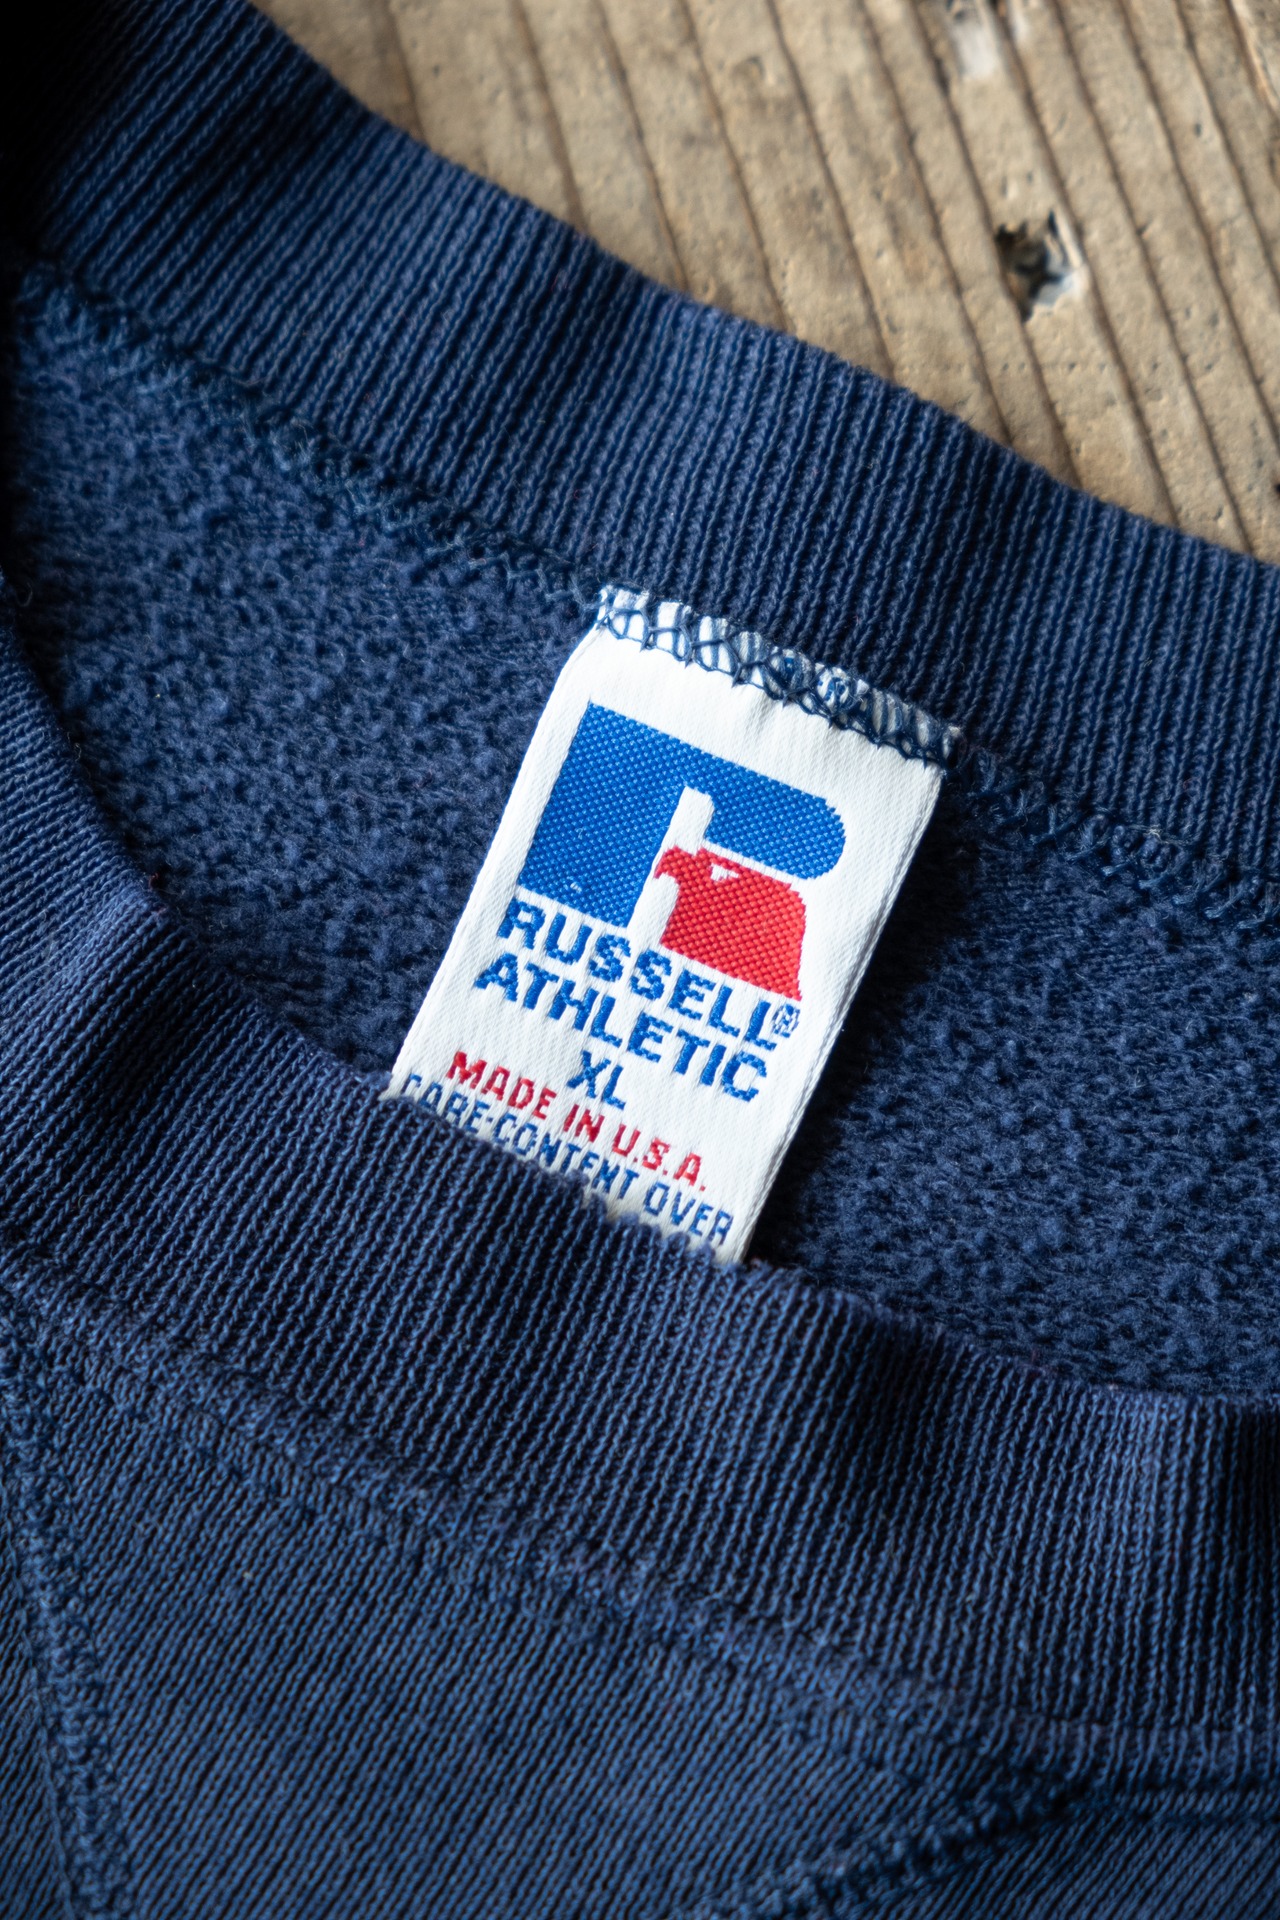 RUSSELL®
ATHLETIC
XL
MADE IN U.S.A.
CARE-CONTENT OVER